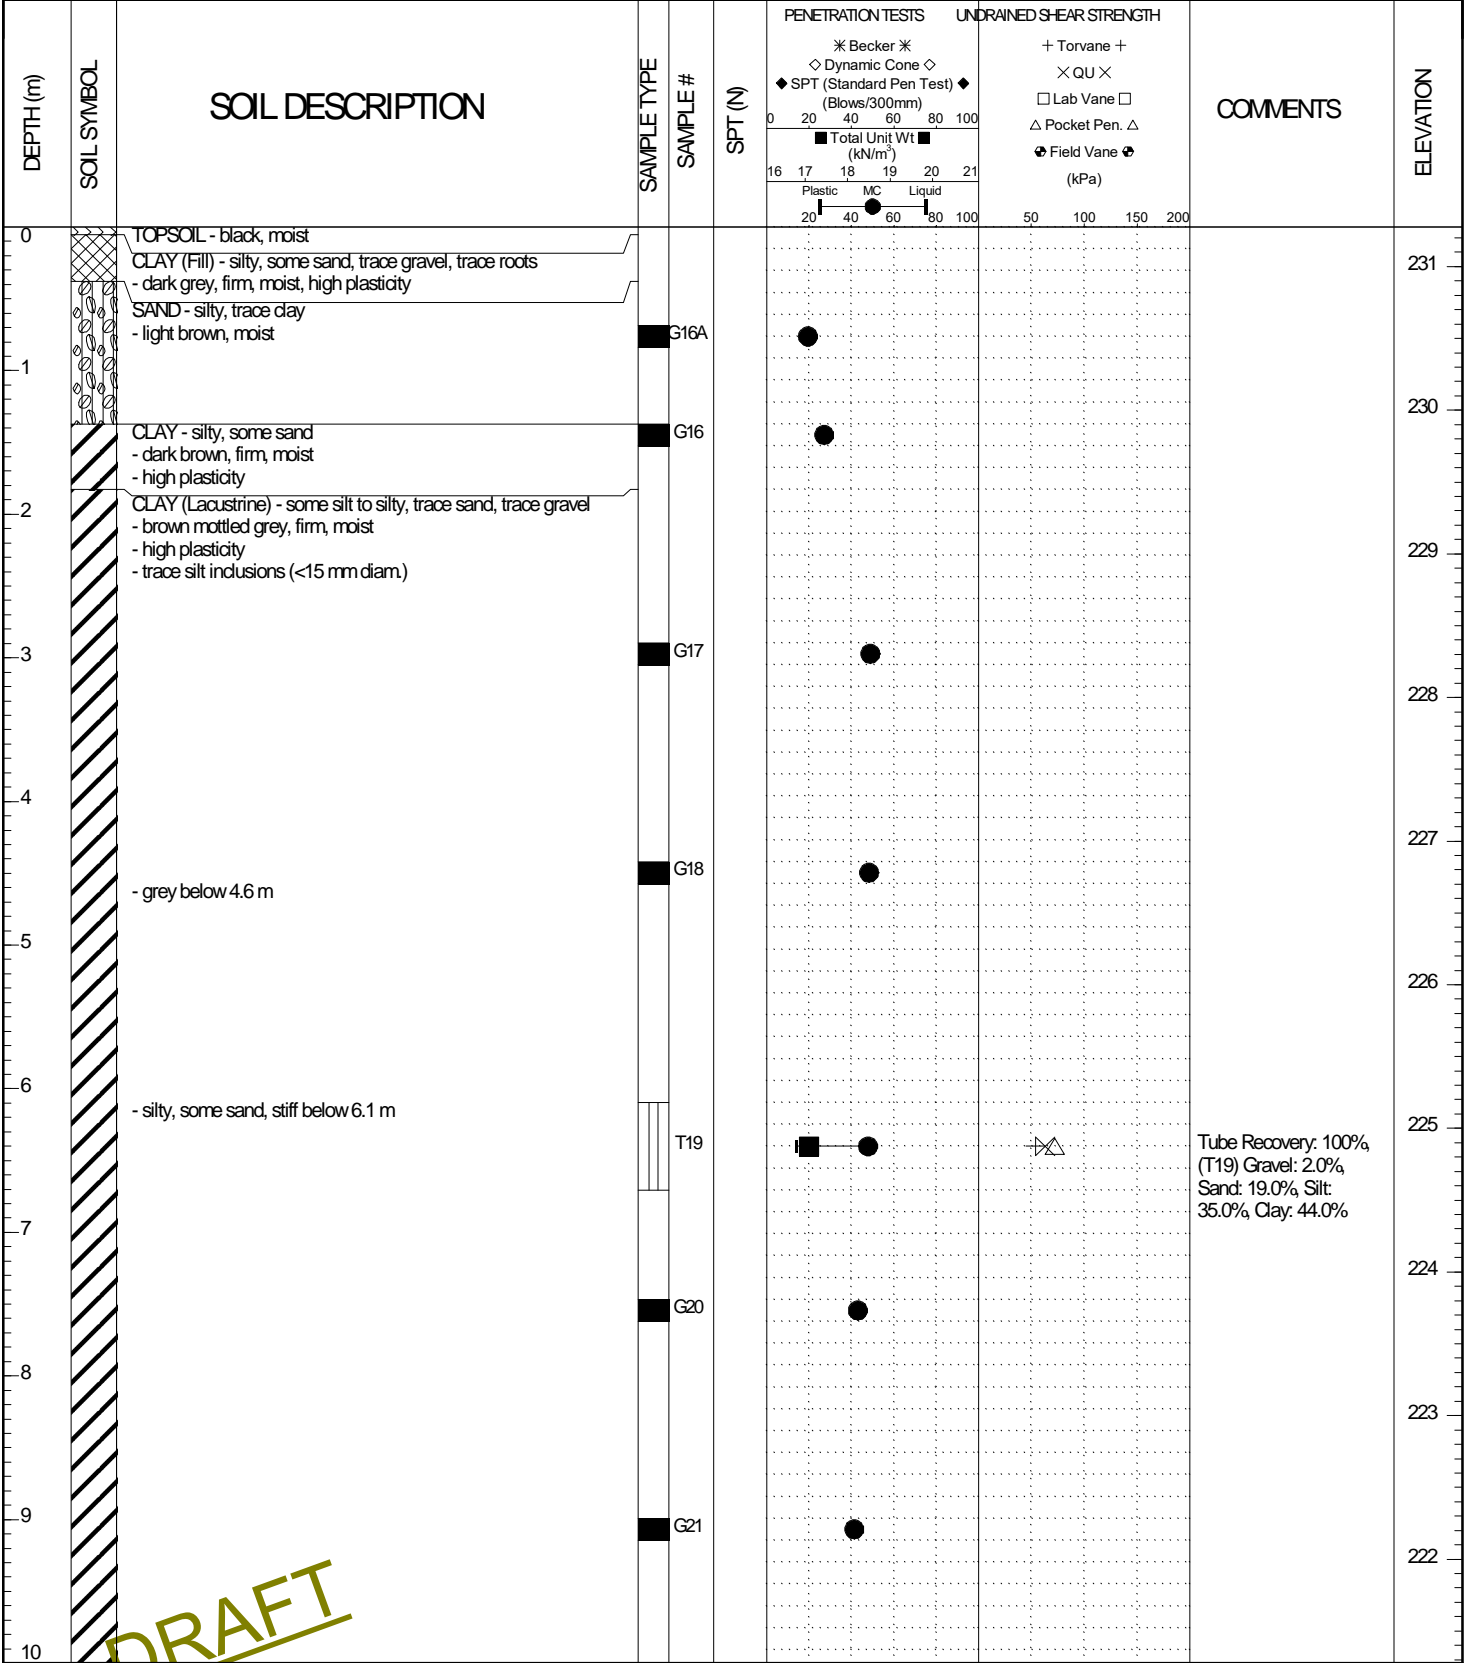 DEPTH (m)
SOIL SYMBOL
SOIL DESCRIPTION
SAMPLE TYPE
SAMPLE #
SPT (N)
PENETRATION TESTS
✳ Becker ✳
◇ Dynamic Cone ◇
◆ SPT (Standard Pen Test) ◆
(Blows/300mm)
0 20 40 60 80 100
■ Total Unit Wt ■
(kN/m³)
16 17 18 19 20 21
Plastic MC Liquid
20 40 60 80 100
UNDRAINED SHEAR STRENGTH
+ Torvane +
× QU ×
□ Lab Vane □
△ Pocket Pen. △
Field Vane
(kPa)
50 100 150 200
COMMENTS
ELEVATION
0
TOPSOIL - black, moist
CLAY (Fill) - silty, some sand, trace gravel, trace roots
231
- dark grey, firm, moist, high plasticity
SAND - silty, trace clay
- light brown, moist
G16A
1
230
CLAY - silty, some sand
G16
- dark brown, firm, moist
- high plasticity
CLAY (Lacustrine) - some silt to silty, trace sand, trace gravel
2
- brown mottled grey, firm, moist
- high plasticity
229
- trace silt inclusions (<15 mm diam.)
G17
3
228
4
227
G18
- grey below 4.6 m
5
226
6
- silty, some sand, stiff below 6.1 m
225
T19
Tube Recovery: 100%,
(T19) Gravel: 2.0%,
Sand: 19.0%, Silt:
35.0%, Clay: 44.0%
7
224
G20
8
223
9
G21
222
DRAFT
10